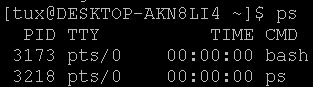 [tux@DESKTOP-AKN8LI4 ~]$ ps
  PID TTY          TIME CMD
 3173 pts/0    00:00:00 bash
 3218 pts/0    00:00:00 ps